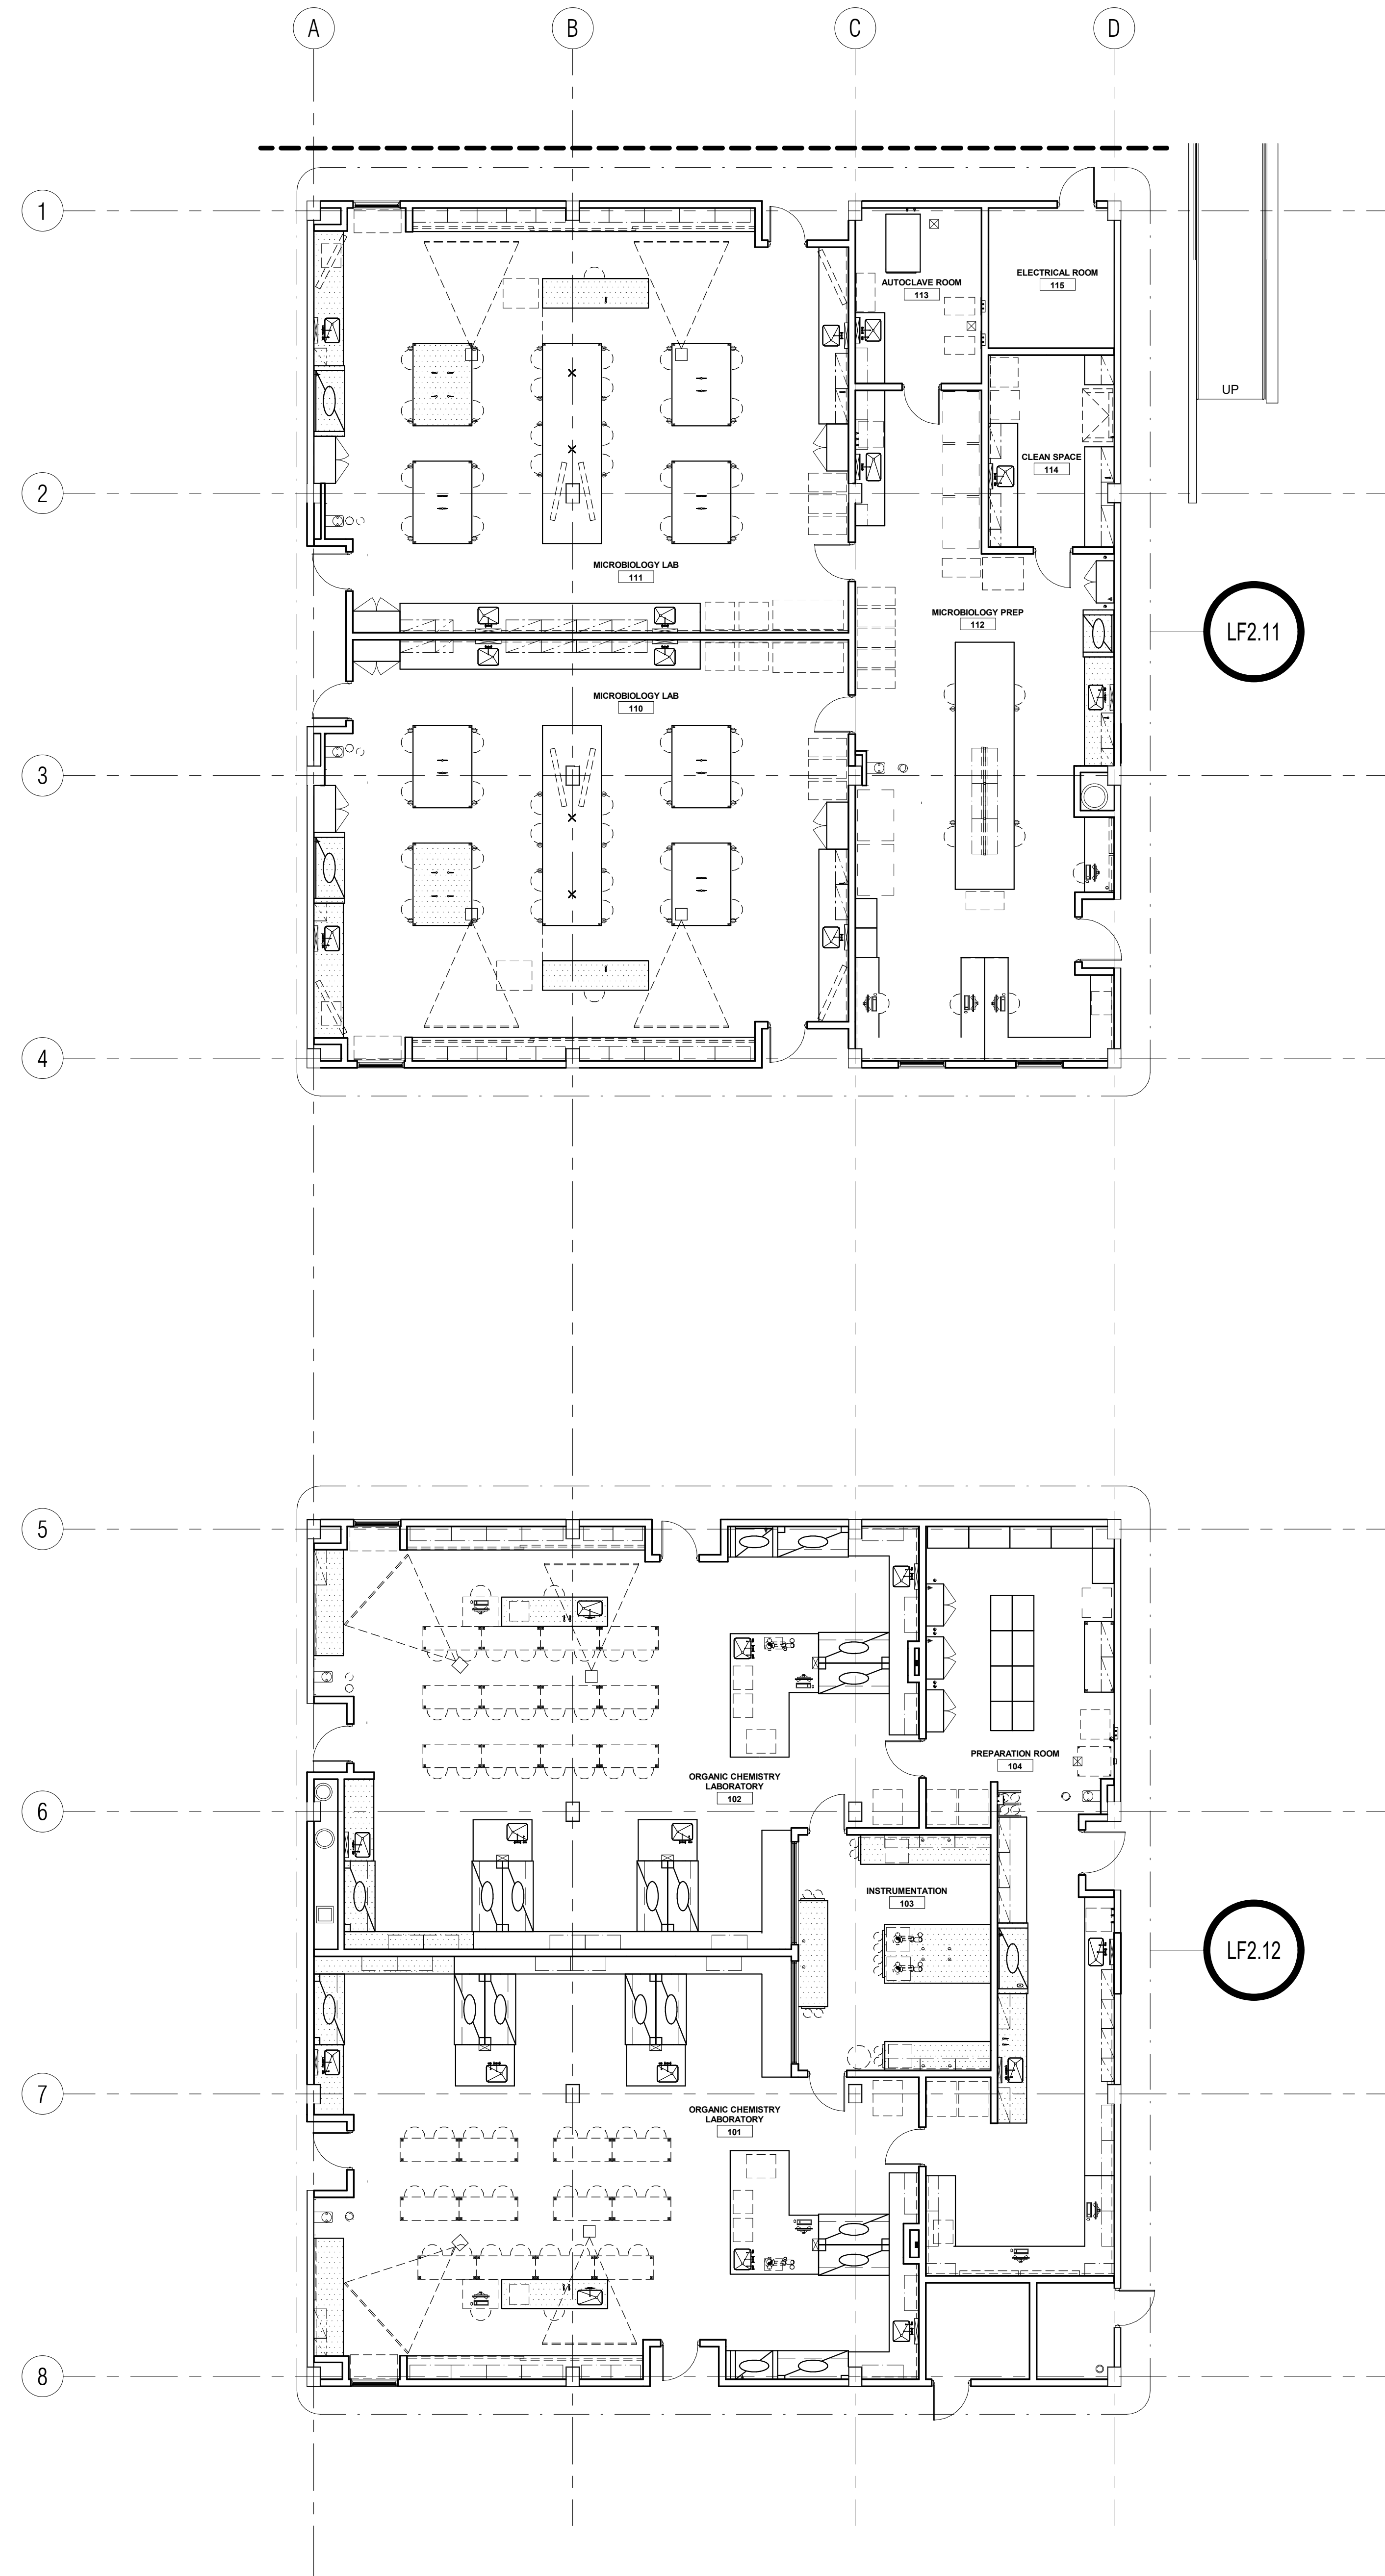 A
B
C
D
1
ELECTRICAL ROOM
115
AUTOCLAVE ROOM
113
UP
CLEAN SPACE
114
2
MICROBIOLOGY LAB
111
MICROBIOLOGY PREP
112
LF2.11
MICROBIOLOGY LAB
110
3
4
5
PREPARATION ROOM
104
ORGANIC CHEMISTRY
LABORATORY
102
6
INSTRUMENTATION
103
LF2.12
7
ORGANIC CHEMISTRY
LABORATORY
101
8